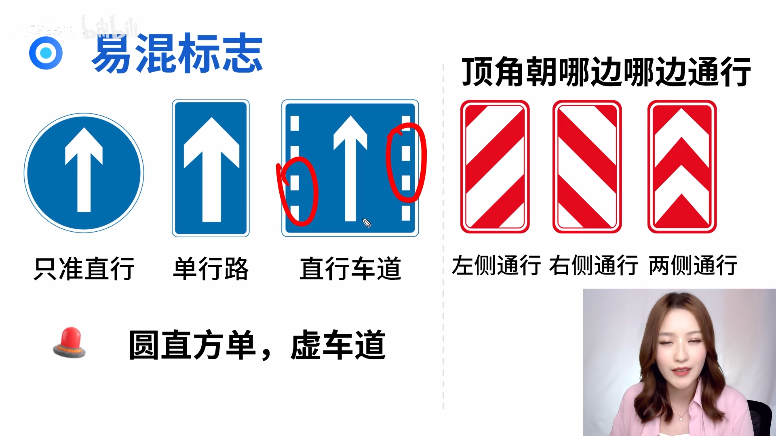 易混标志
顶角朝哪边哪边通行
只准直行
单行路
直行车道
左侧通行
右侧通行
两侧通行
圆直方单，虚车道